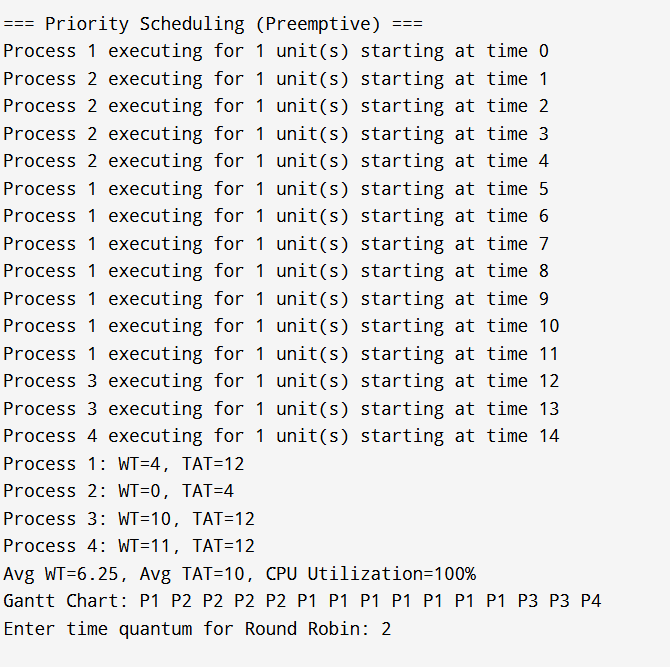 === Priority Scheduling (Preemptive) ===
Process 1 executing for 1 unit(s) starting at time 0
Process 2 executing for 1 unit(s) starting at time 1
Process 2 executing for 1 unit(s) starting at time 2
Process 2 executing for 1 unit(s) starting at time 3
Process 2 executing for 1 unit(s) starting at time 4
Process 1 executing for 1 unit(s) starting at time 5
Process 1 executing for 1 unit(s) starting at time 6
Process 1 executing for 1 unit(s) starting at time 7
Process 1 executing for 1 unit(s) starting at time 8
Process 1 executing for 1 unit(s) starting at time 9
Process 1 executing for 1 unit(s) starting at time 10
Process 1 executing for 1 unit(s) starting at time 11
Process 3 executing for 1 unit(s) starting at time 12
Process 3 executing for 1 unit(s) starting at time 13
Process 4 executing for 1 unit(s) starting at time 14
Process 1: WT=4, TAT=12
Process 2: WT=0, TAT=4
Process 3: WT=10, TAT=12
Process 4: WT=11, TAT=12
Avg WT=6.25, Avg TAT=10, CPU Utilization=100%
Gantt Chart: P1 P2 P2 P2 P2 P1 P1 P1 P1 P1 P1 P1 P3 P3 P4
Enter time quantum for Round Robin: 2